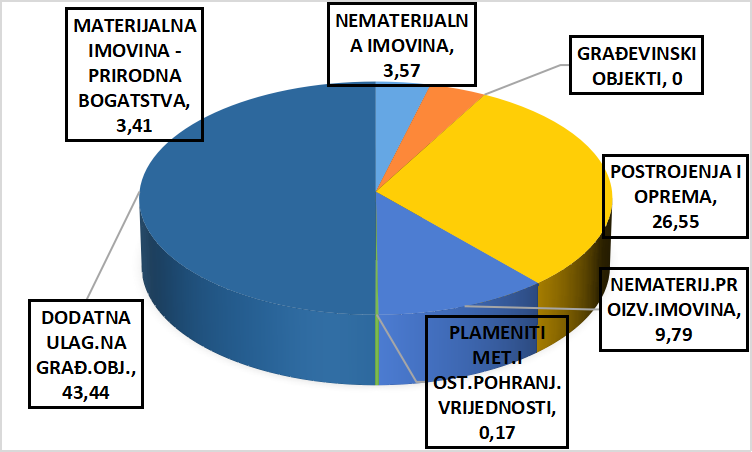 MATERIJALNA
IMOVINA -
PRIRODNA
BOGATSTVA,
3,41
NEMATERIJALN
A IMOVINA,
3,57
GRAĐEVINSKI
OBJEKTI, 0
POSTROJENJA I
OPREMA,
26,55
NEMATERIJ.PR
OIZV.IMOVINA,
9,79
PLAMENITI
MET.I
OST.POHRANJ.
VRIJEDNOSTI,
0,17
DODATNA
ULAG.NA
GRAĐ.OBJ.,
43,44